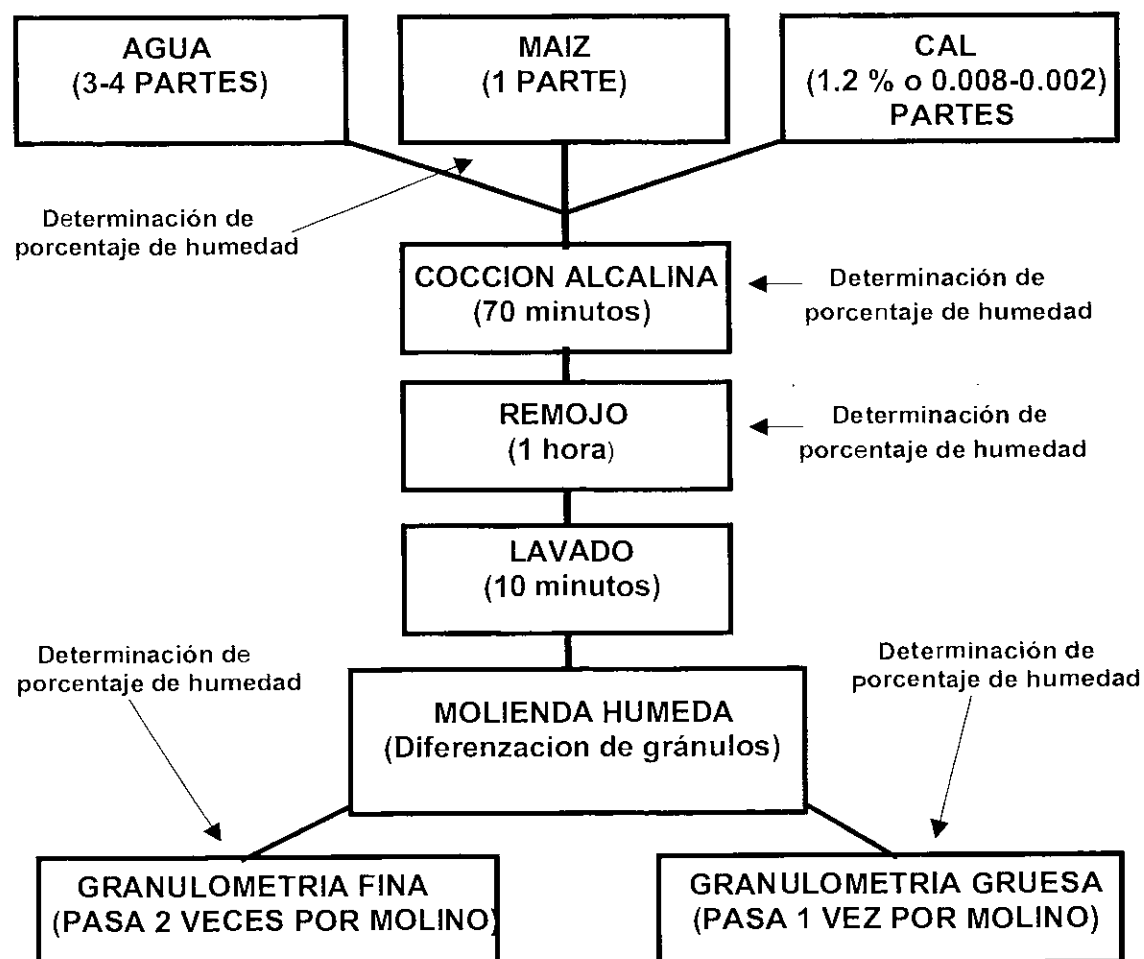 AGUA
(3-4 PARTES)
MAIZ
(1 PARTE)
CAL
(1.2 % o 0.008-0.002)
PARTES
Determinación de
porcentaje de humedad
COCCION ALCALINA
(70 minutos)
Determinación de
porcentaje de humedad
REMOJO
(1 hora)
Determinación de
porcentaje de humedad
LAVADO
(10 minutos)
Determinación de
porcentaje de humedad
Determinación de
porcentaje de humedad
MOLIENDA HUMEDA
(Diferenzacion de gránulos)
GRANULOMETRIA FINA
(PASA 2 VECES POR MOLINO)
GRANULOMETRIA GRUESA
(PASA 1 VEZ POR MOLINO)